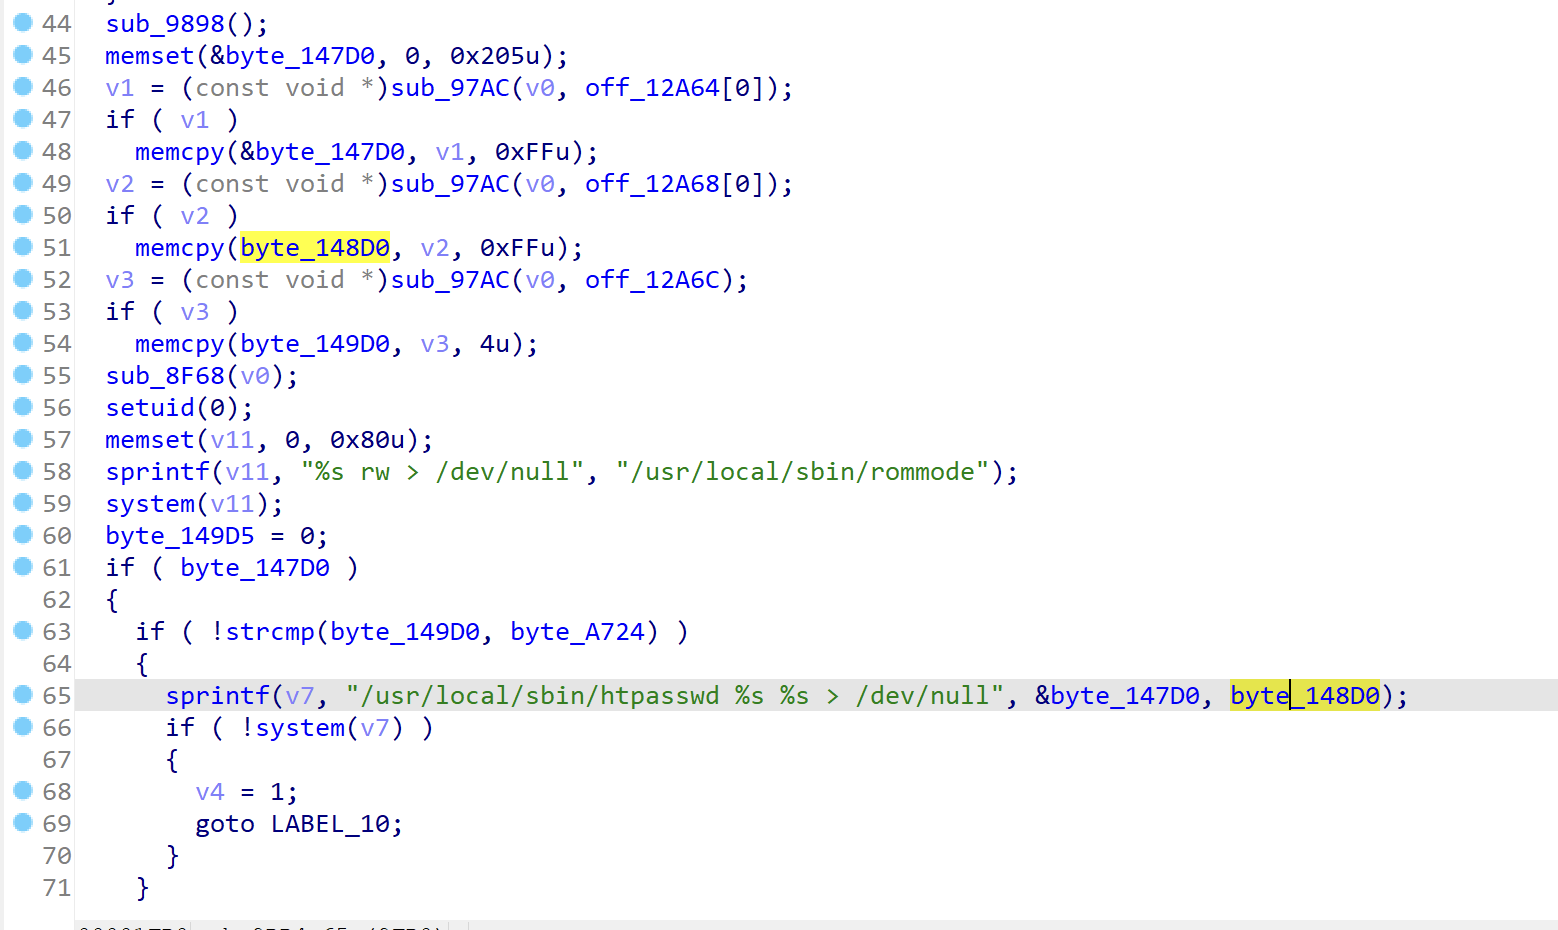 44 sub_9898();
45 memset(&byte_147D0, 0, 0x205u);
46 v1 = (const void *)sub_97AC(v0, off_12A64[0]);
47 if ( v1 )
48 memcpy(&byte_147D0, v1, 0xFFu);
49 v2 = (const void *)sub_97AC(v0, off_12A68[0]);
50 if ( v2 )
51 memcpy(byte_148D0, v2, 0xFFu);
52 v3 = (const void *)sub_97AC(v0, off_12A6C);
53 if ( v3 )
54 memcpy(byte_149D0, v3, 4u);
55 sub_8F68(v0);
56 setuid(0);
57 memset(v11, 0, 0x80u);
58 sprintf(v11, "%s rw > /dev/null", "/usr/local/sbin/rommode");
59 system(v11);
60 byte_149D5 = 0;
61 if ( byte_147D0 )
62 {
63 if ( !strcmp(byte_149D0, byte_A724) )
64 {
65 sprintf(v7, "/usr/local/sbin/htpasswd %s %s > /dev/null", &byte_147D0, byte_148D0);
66 if ( !system(v7) )
67 {
68 v4 = 1;
69 goto LABEL_10;
70 }
71 }